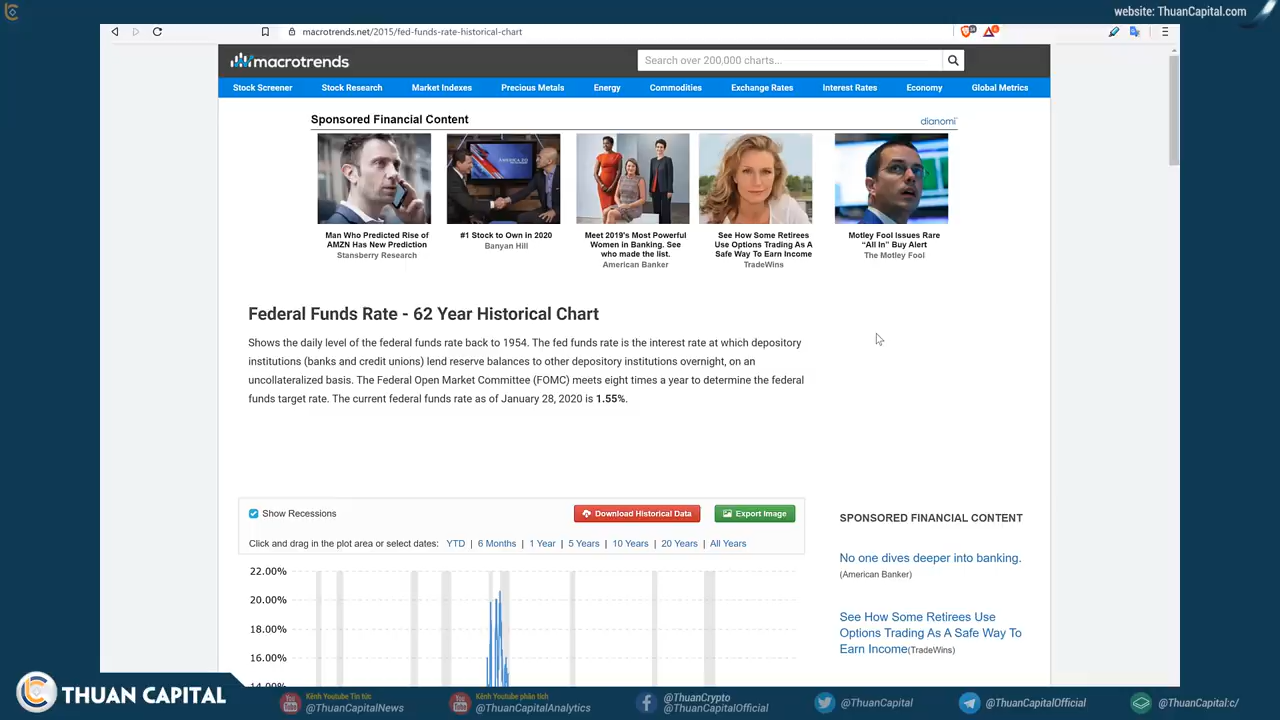 website: ThuanCapital.com
macrotrends.net/2015/fed-funds-rate-historical-chart
macrotrends
Search over 200,000 charts...
Stock Screener
Stock Research
Market Indexes
Precious Metals
Energy
Commodities
Exchange Rates
Interest Rates
Economy
Global Metrics
Sponsored Financial Content
dianomi
Man Who Predicted Rise of
AMZN Has New Prediction
Stansberry Research
#1 Stock to Own in 2020
Banyan Hill
Meet 2019's Most Powerful
Women in Banking. See
who made the list.
American Banker
See How Some Retirees
Use Options Trading As A
Safe Way To Earn Income
TradeWins
Motley Fool Issues Rare
“All In” Buy Alert
The Motley Fool
Federal Funds Rate - 62 Year Historical Chart
Shows the daily level of the federal funds rate back to 1954. The fed funds rate is the interest rate at which depository
institutions (banks and credit unions) lend reserve balances to other depository institutions overnight, on an
uncollateralized basis. The Federal Open Market Committee (FOMC) meets eight times a year to determine the federal
funds target rate. The current federal funds rate as of January 28, 2020 is 1.55%.
Show Recessions
Download Historical Data
Export Image
Click and drag in the plot area or select dates: YTD | 6 Months | 1 Year | 5 Years | 10 Years | 20 Years | All Years
22.00%
20.00%
18.00%
16.00%
14.00%
SPONSORED FINANCIAL CONTENT
No one dives deeper into banking.
(American Banker)
See How Some Retirees Use
Options Trading As A Safe Way To
Earn Income(TradeWins)
THUAN CAPITAL
Kênh Youtube Tin tức
@ThuanCapitalNews
Kênh Youtube phân tích
@ThuanCapitalAnalytics
@ThuanCrypto
@ThuanCapitalOfficial
@ThuanCapital
@ThuanCapitalOfficial
@ThuanCapital:c/